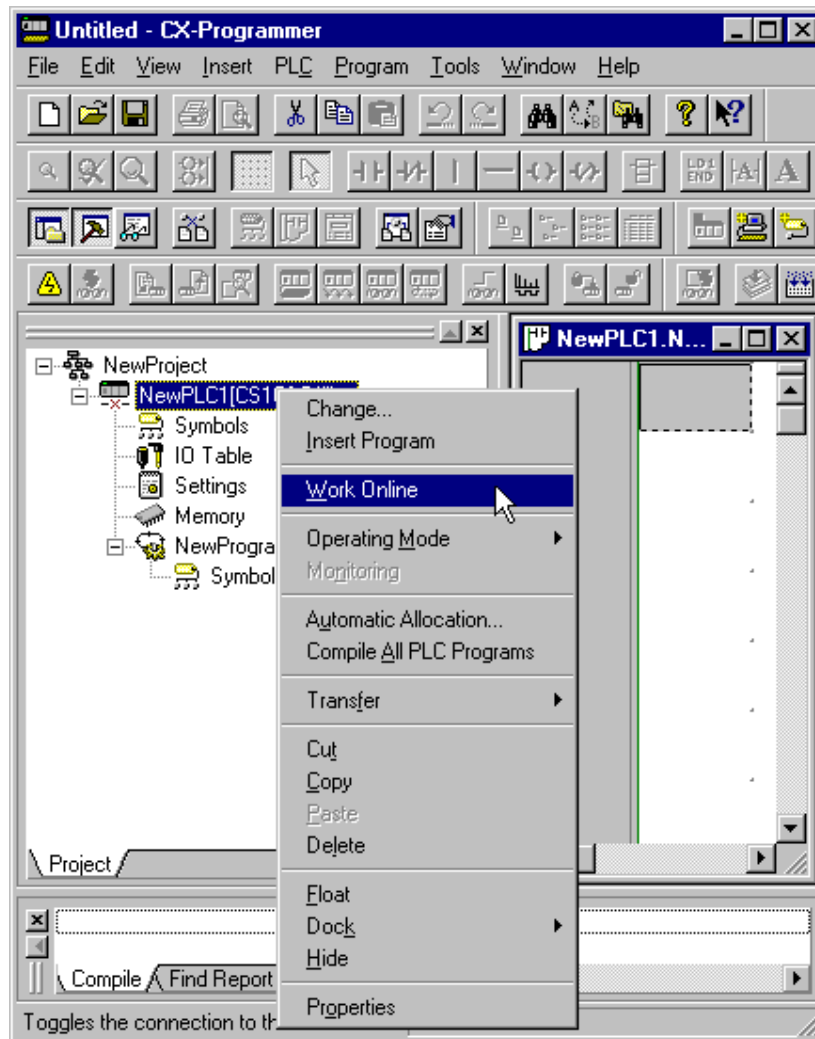 Untitled - CX-Programmer
File Edit View Insert PLC Program Tools Window Help
NewPLC1.N...
NewProject
NewPLC1[CS1
Symbols
IO Table
Settings
Memory
NewProgra
Symbol
Change...
Insert Program
Work Online
Operating Mode
Monitoring
Automatic Allocation...
Compile All PLC Programs
Transfer
Cut
Copy
Paste
Delete
Float
Dock
Hide
Properties
Project
Compile Find Report
Toggles the connection to th